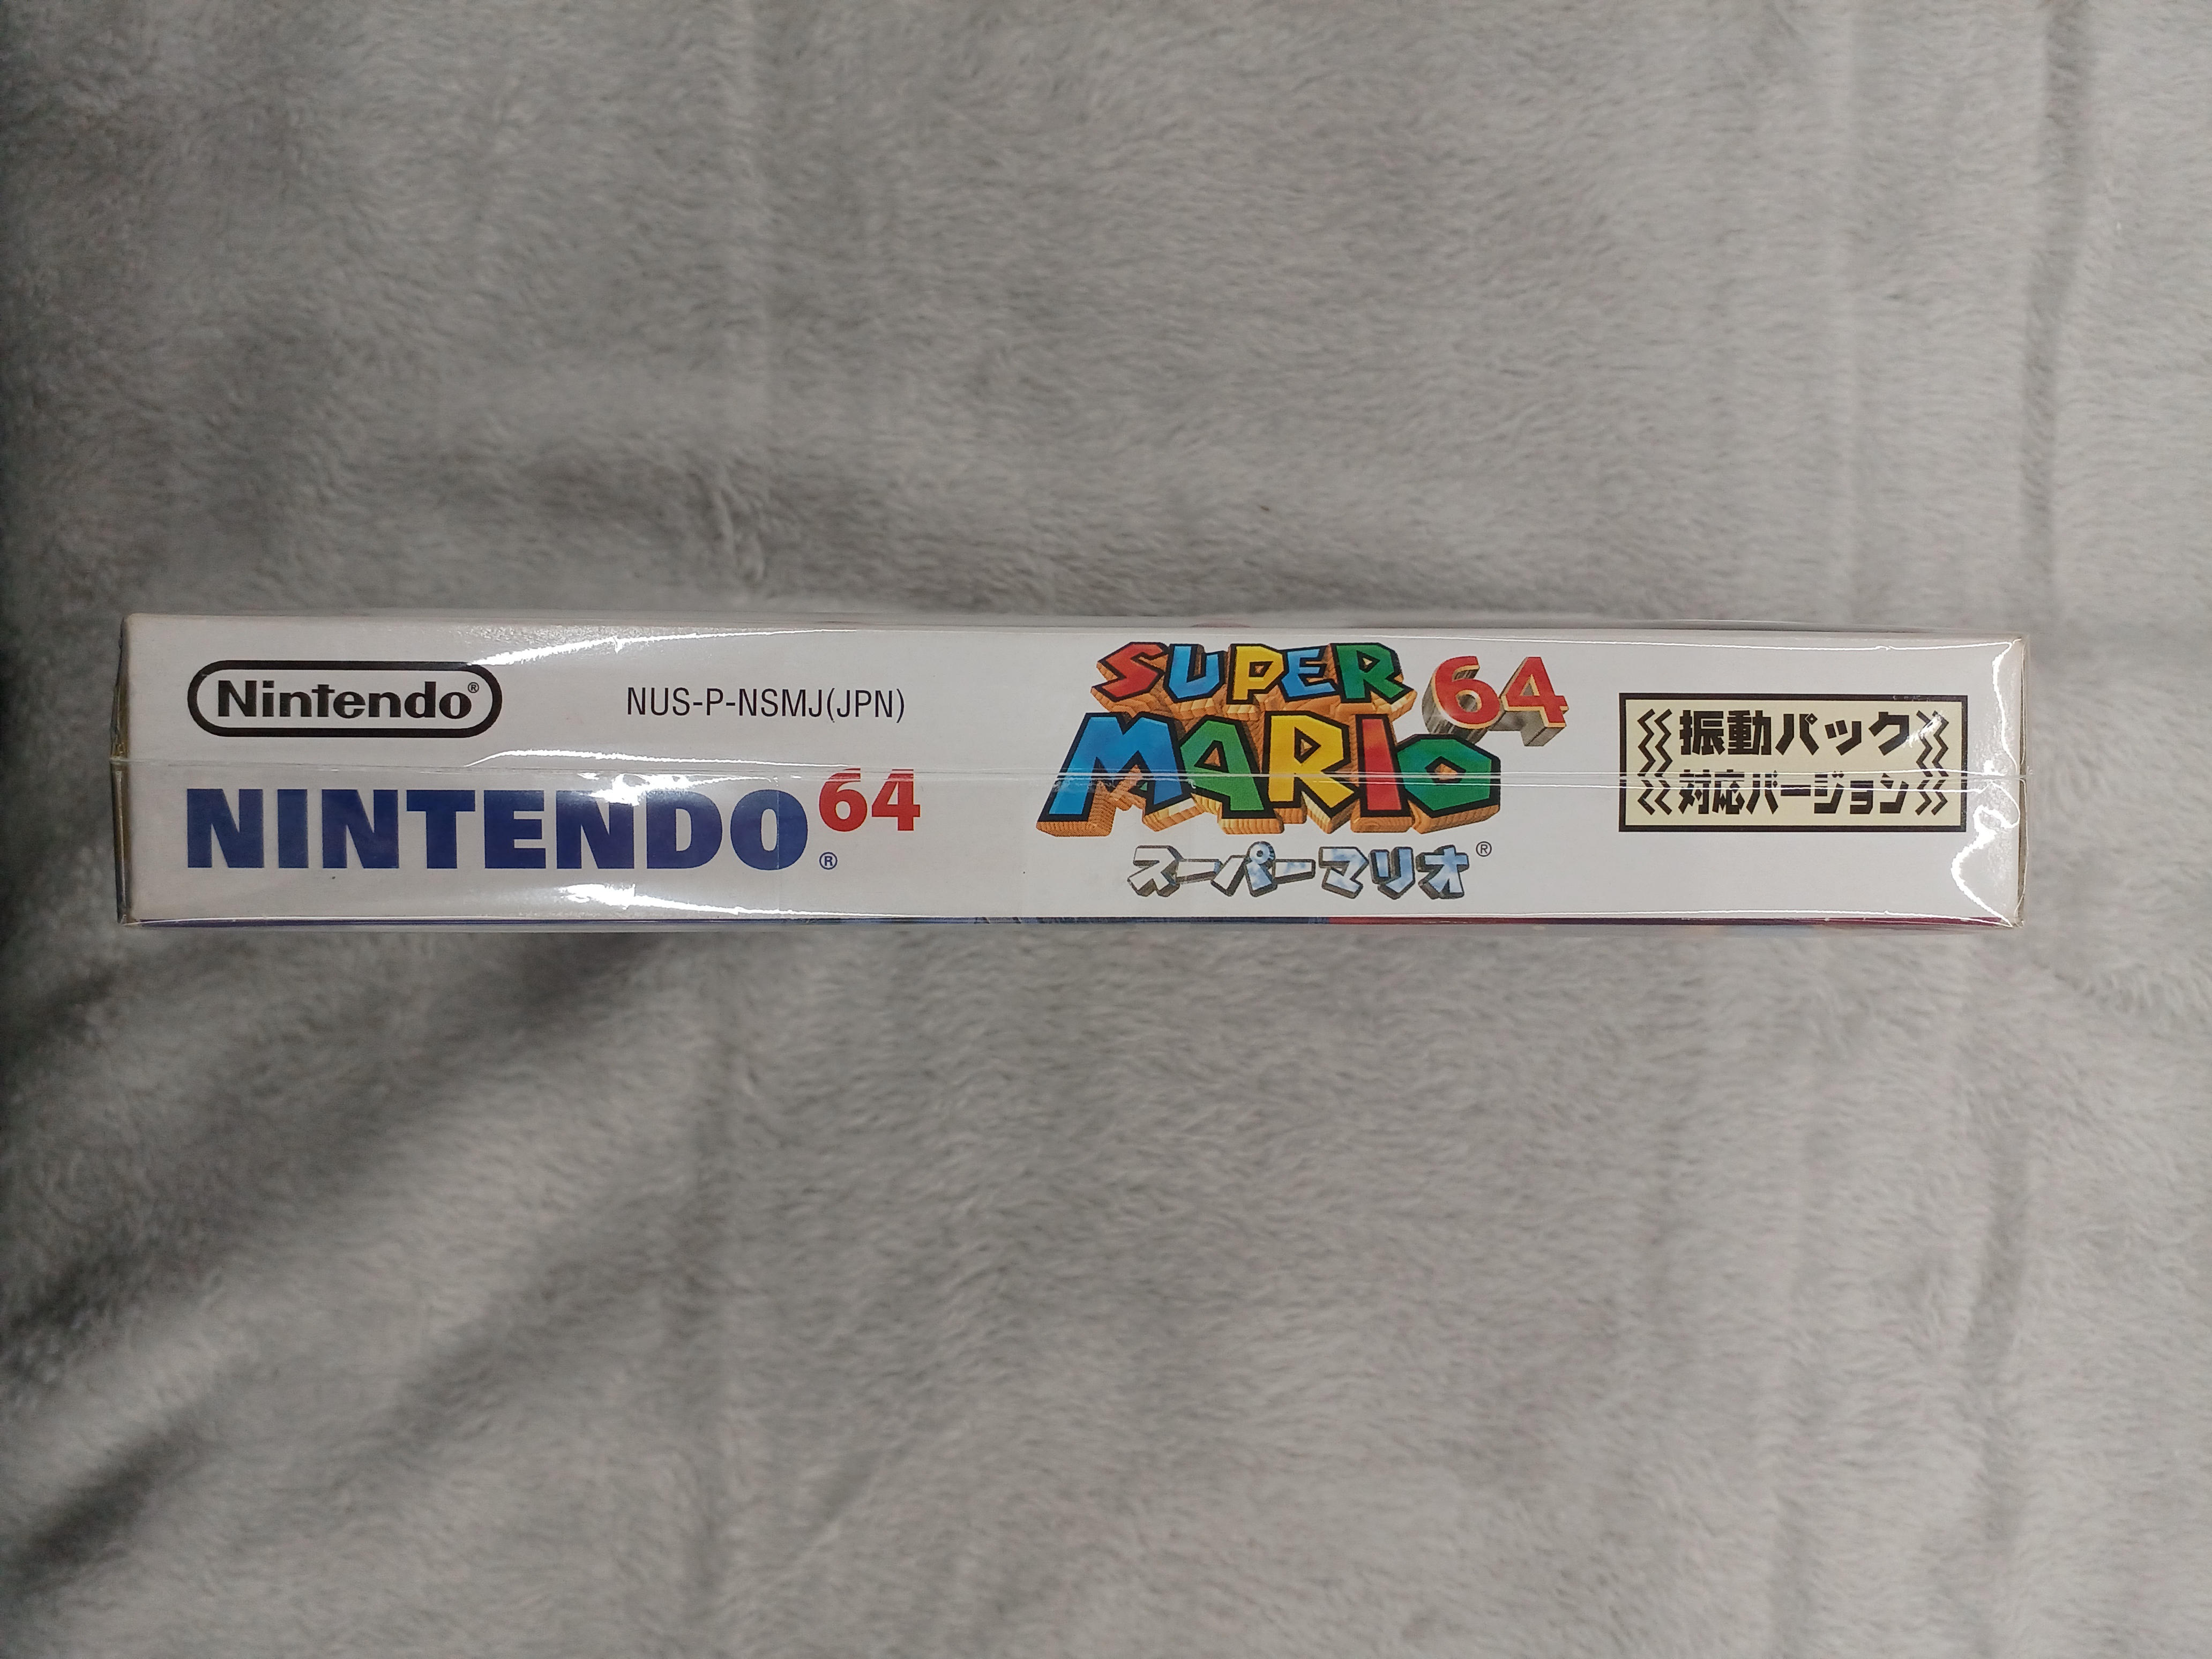 Nintendo®
NUS-P-NSMJ(JPN)
NINTENDO64®
SUPER
MARIO 64
スーパーマリオ®
振動パック
対応バージョン